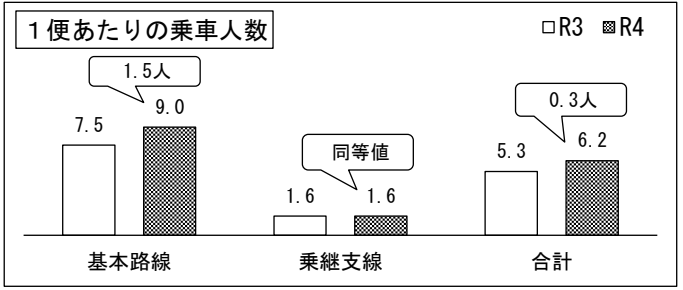 １便あたりの乗車人数
□R3 ▩R4
1.5人
7.5
9.0
同等値
1.6
1.6
0.3人
5.3
6.2
基本路線
乗継支線
合計